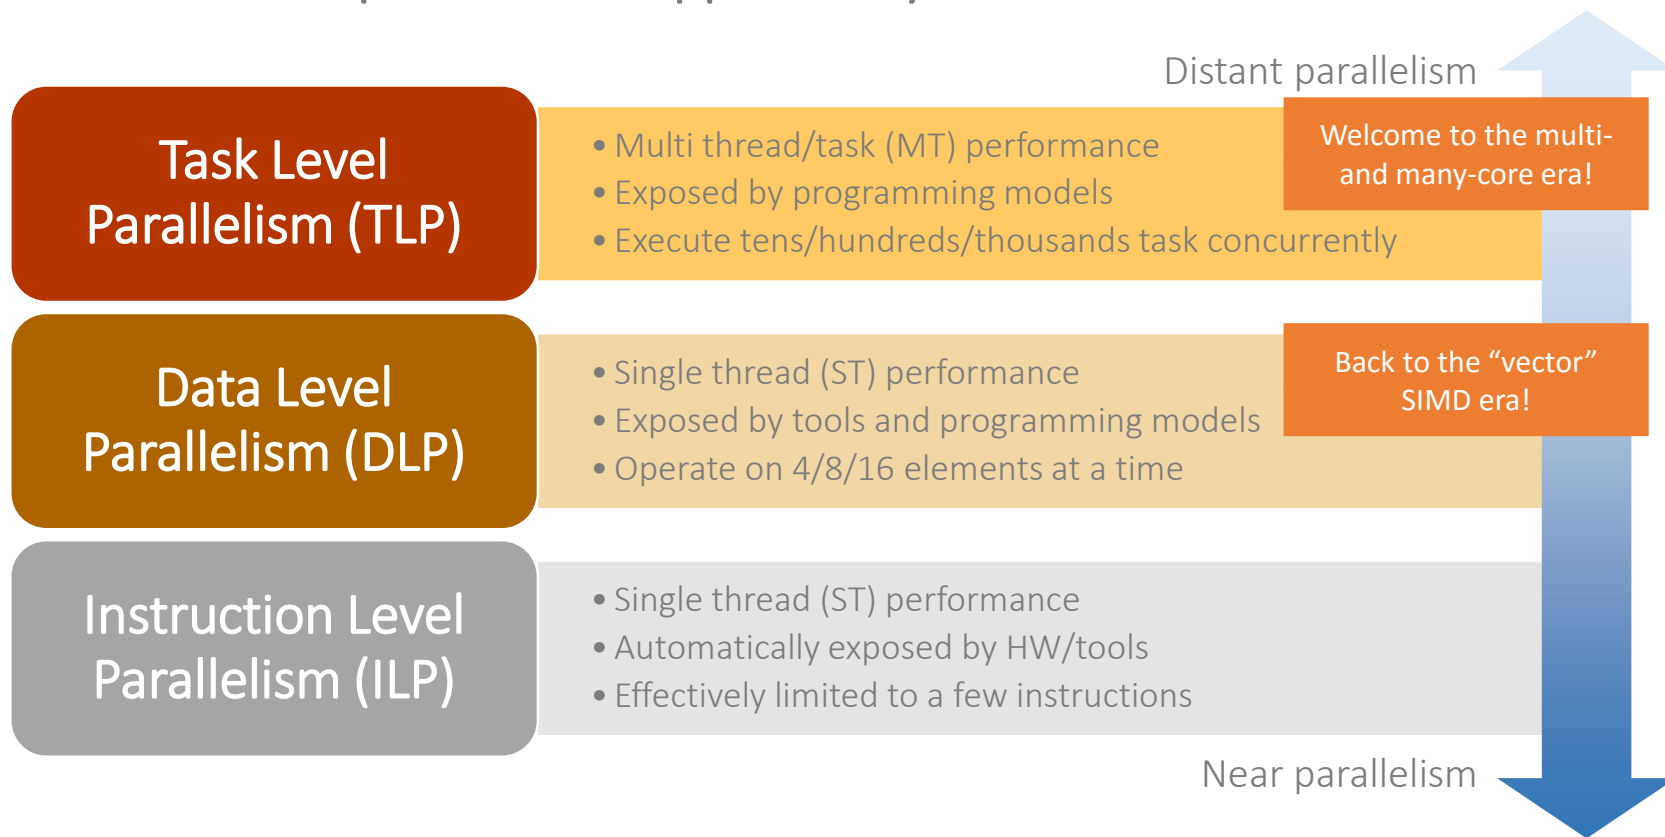 Distant parallelism
Task Level
Parallelism (TLP)
• Multi thread/task (MT) performance
• Exposed by programming models
• Execute tens/hundreds/thousands task concurrently
Welcome to the multi-
and many-core era!
Data Level
Parallelism (DLP)
• Single thread (ST) performance
• Exposed by tools and programming models
• Operate on 4/8/16 elements at a time
Back to the “vector”
SIMD era!
Instruction Level
Parallelism (ILP)
• Single thread (ST) performance
• Automatically exposed by HW/tools
• Effectively limited to a few instructions
Near parallelism